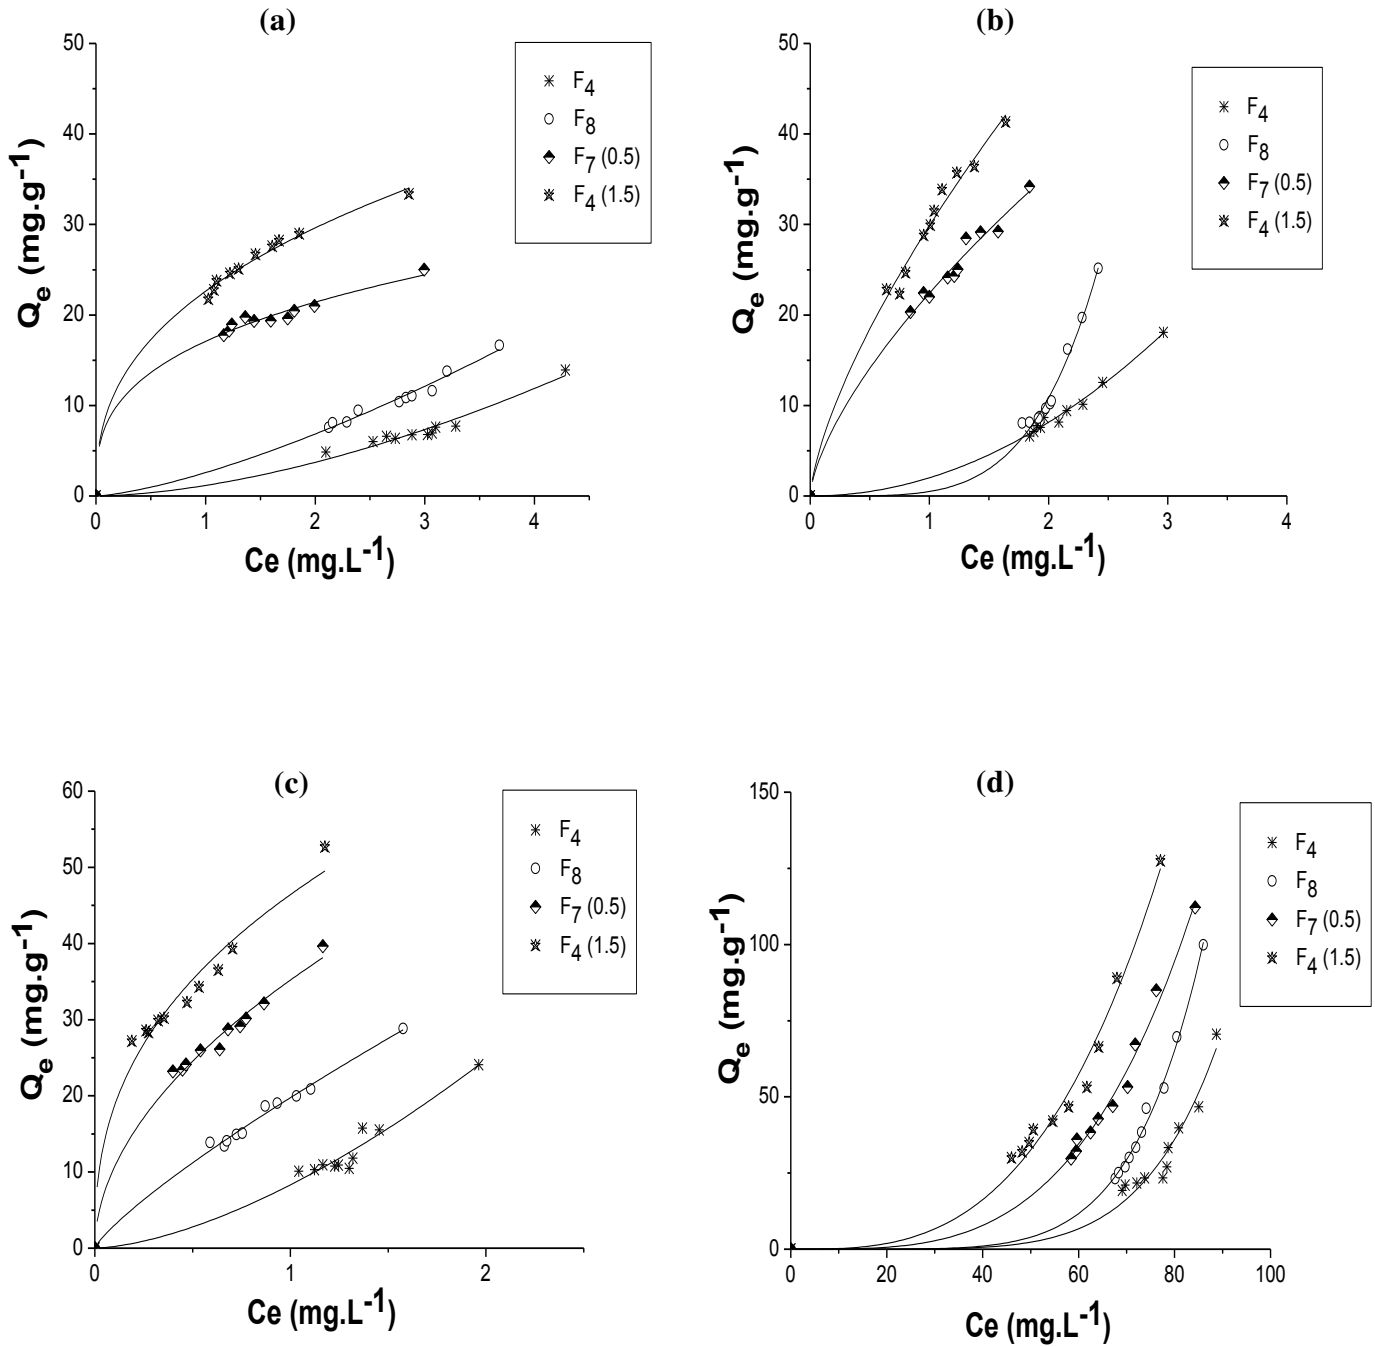 (a)
50
40
30
20
10
0
Q_e (mg.g⁻¹)
0 1 2 3 4
Ce (mg.L⁻¹)
F₄
F₈
F₇ (0.5)
F₄ (1.5)
(b)
50
40
30
20
10
0
Q_e (mg.g⁻¹)
0 1 2 3 4
Ce (mg.L⁻¹)
F₄
F₈
F₇ (0.5)
F₄ (1.5)
(c)
60
50
40
30
20
10
0
Q_e (mg.g⁻¹)
0 1 2
Ce (mg.L⁻¹)
F₄
F₈
F₇ (0.5)
F₄ (1.5)
(d)
150
100
50
0
Q_e (mg.g⁻¹)
0 20 40 60 80 100
Ce (mg.L⁻¹)
F₄
F₈
F₇ (0.5)
F₄ (1.5)